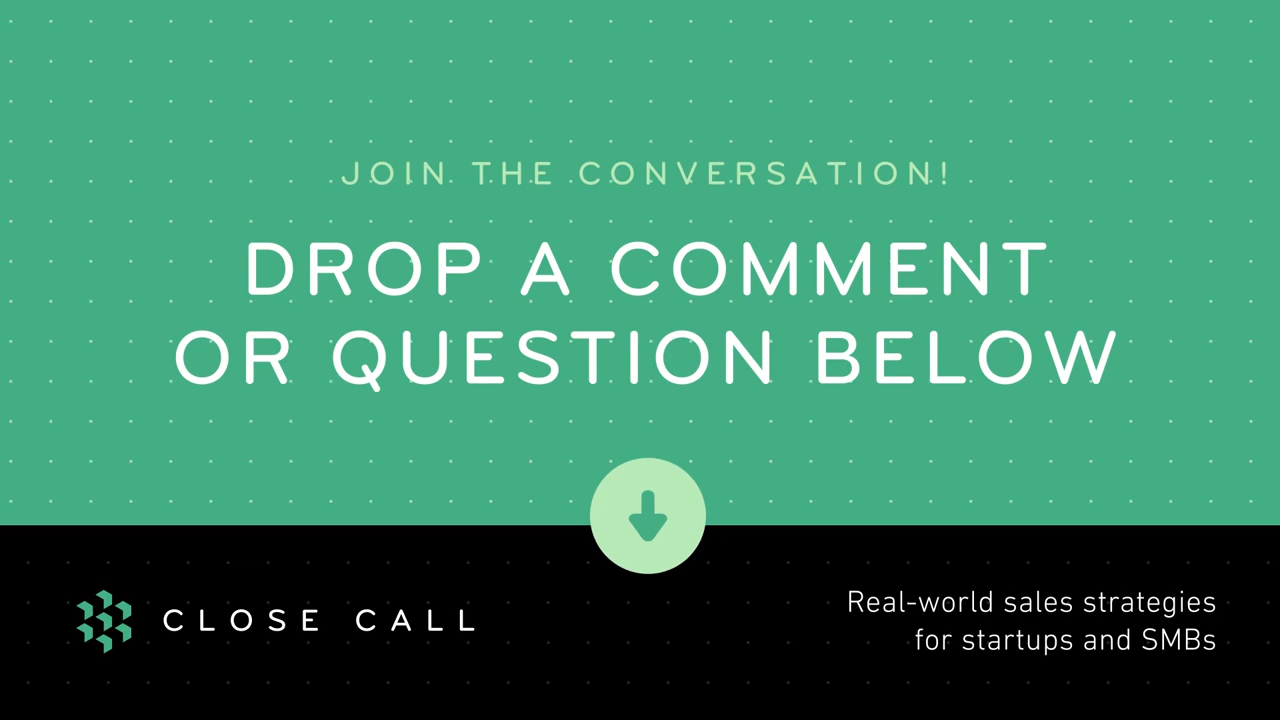 JOIN THE CONVERSATION!
DROP A COMMENT
OR QUESTION BELOW
CLOSE CALL
Real-world sales strategies
for startups and SMBs